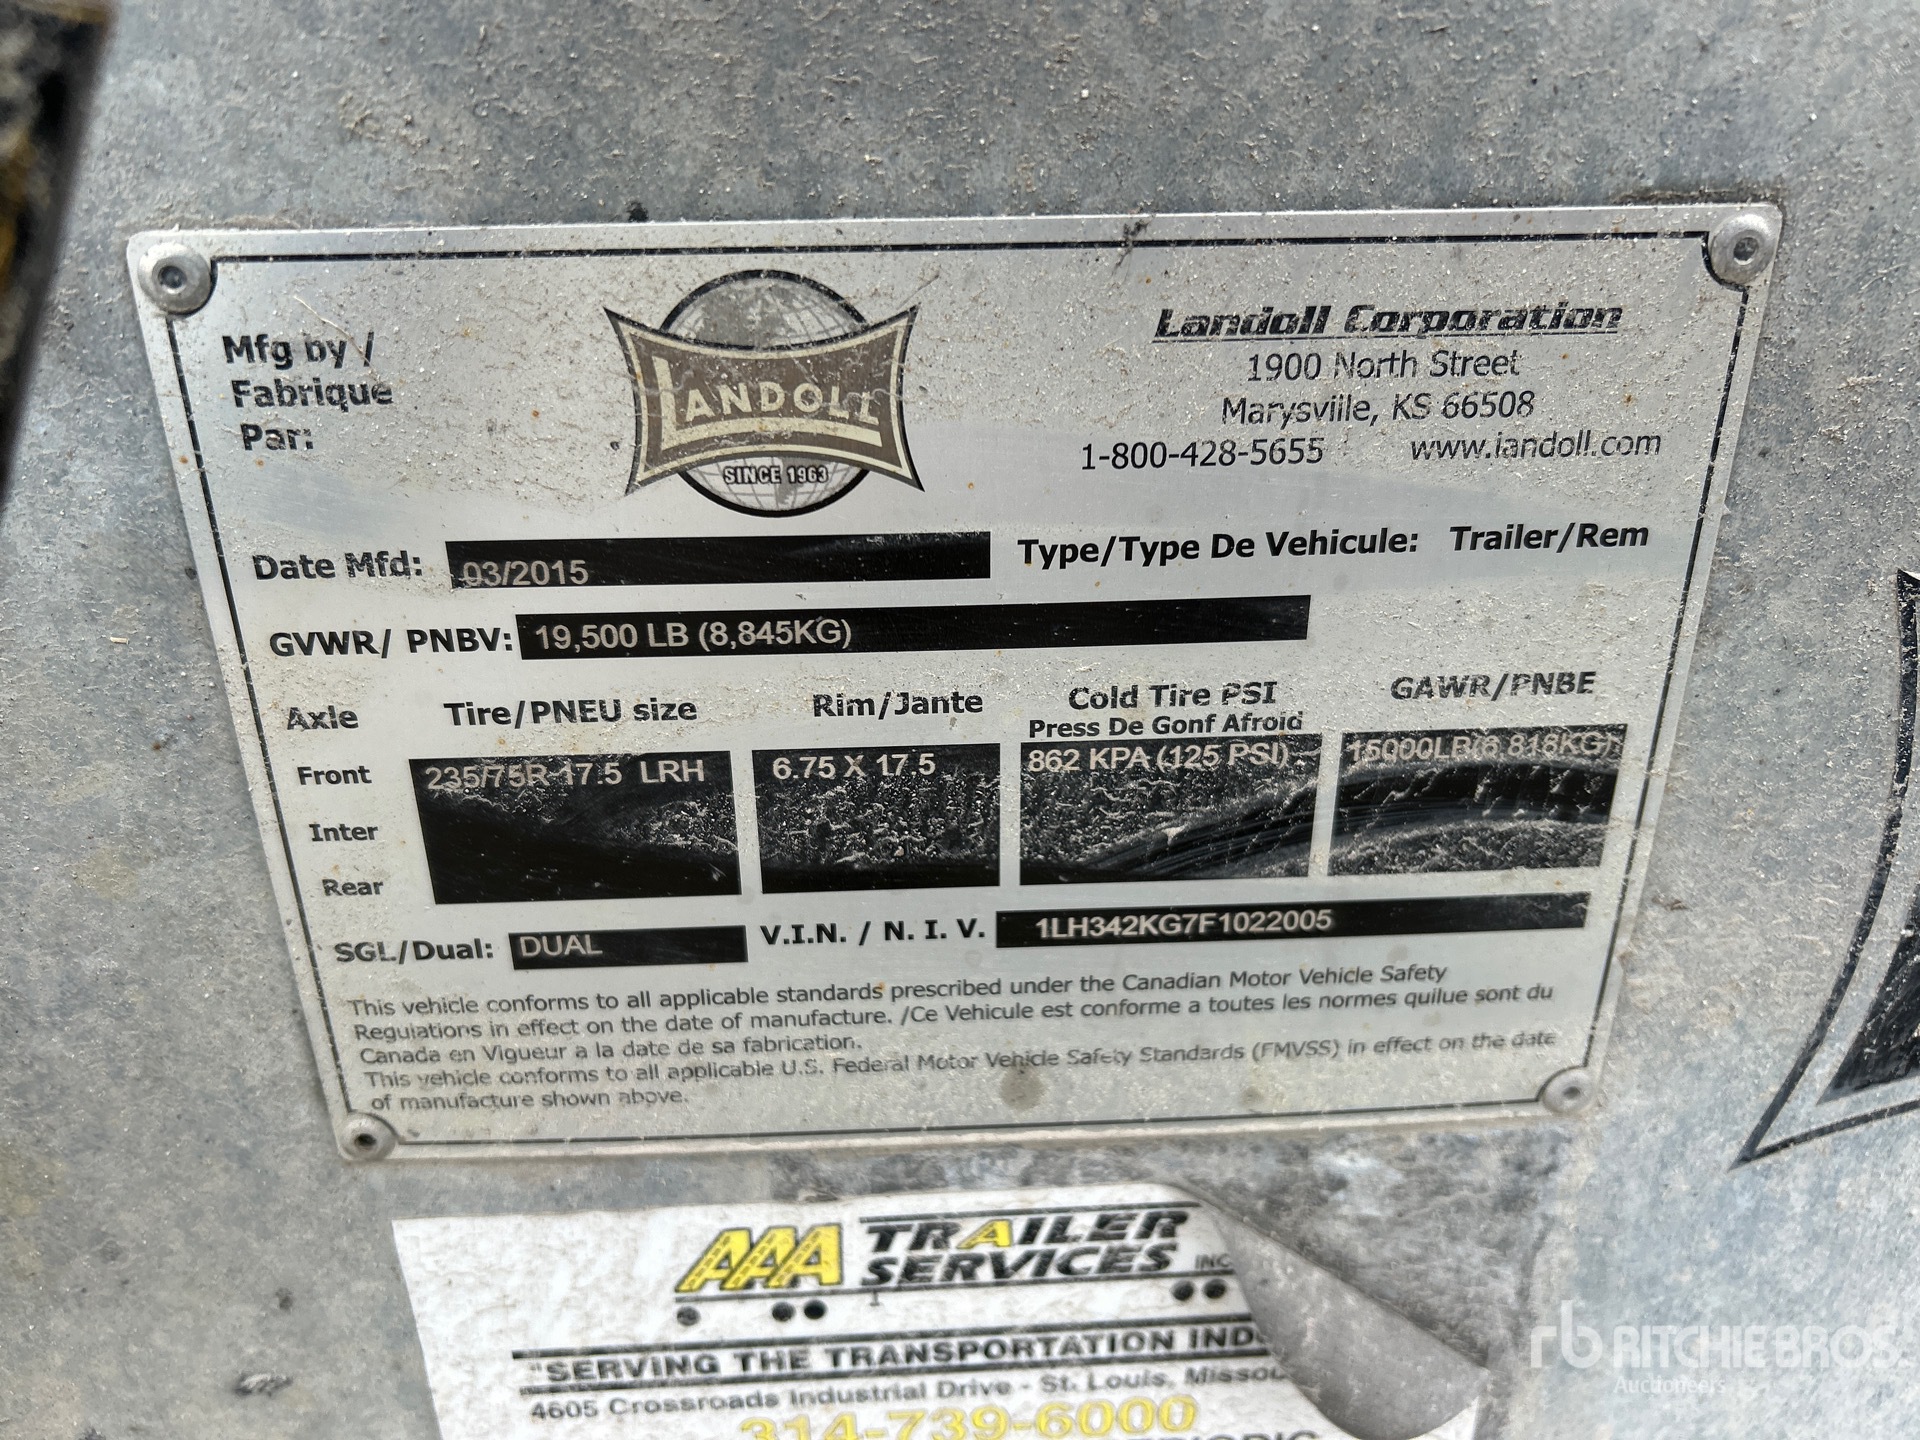 Mfg by /
Fabrique
Par:
LANDOLL
SINCE 1963
Landoll Corporation
1900 North Street
Marysville, KS 66508
1-800-428-5655 www.landoll.com
Date Mfd: 03/2015 Type/Type De Vehicule: Trailer/Rem
GVWR/ PNBV: 19,500 LB (8,845KG)
Axle Tire/PNEU size Rim/Jante Cold Tire PSI GAWR/PNBE
Press De Gonf Afroid
Front 235/75R-17.5 LRH 6.75 X 17.5 862 KPA (125 PSI) 15000LB(6,818KG)
Inter
Rear
SGL/Dual: DUAL V.I.N. / N. I. V. 1LH342KG7F1022005
This vehicle conforms to all applicable standards prescribed under the Canadian Motor Vehicle Safety
Regulations in effect on the date of manufacture. /Ce Vehicule est conforme a toutes les normes quilue sont du
Canada en Vigueur a la date de sa fabrication.
This vehicle conforms to all applicable U.S. Federal Motor Vehicle Safety Standards (FMVSS) in effect on the date
of manufacture shown above.
AAA TRAILER
SERVICES INC
"SERVING THE TRANSPORTATION IND
4605 Crossroads Industrial Drive - St. Louis, Missou
314-739-6000
rb RITCHIE BROS.
Auctioneers